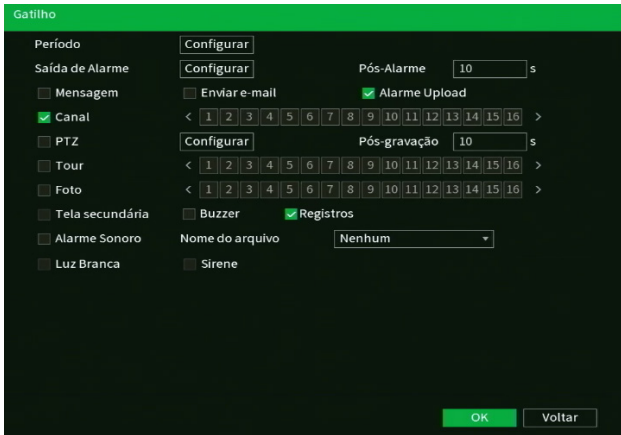 Gatilho
Período Configurar
Saída de Alarme Configurar Pós-Alarme 10 s
Mensagem Enviar e-mail Alarme Upload
Canal < 1 2 3 4 5 6 7 8 9 10 11 12 13 14 15 16 >
PTZ Configurar Pós-gravação 10 s
Tour < 1 2 3 4 5 6 7 8 9 10 11 12 13 14 15 16 >
Foto < 1 2 3 4 5 6 7 8 9 10 11 12 13 14 15 16 >
Tela secundária Buzzer Registros
Alarme Sonoro Nome do arquivo Nenhum
Luz Branca Sirene
OK Voltar